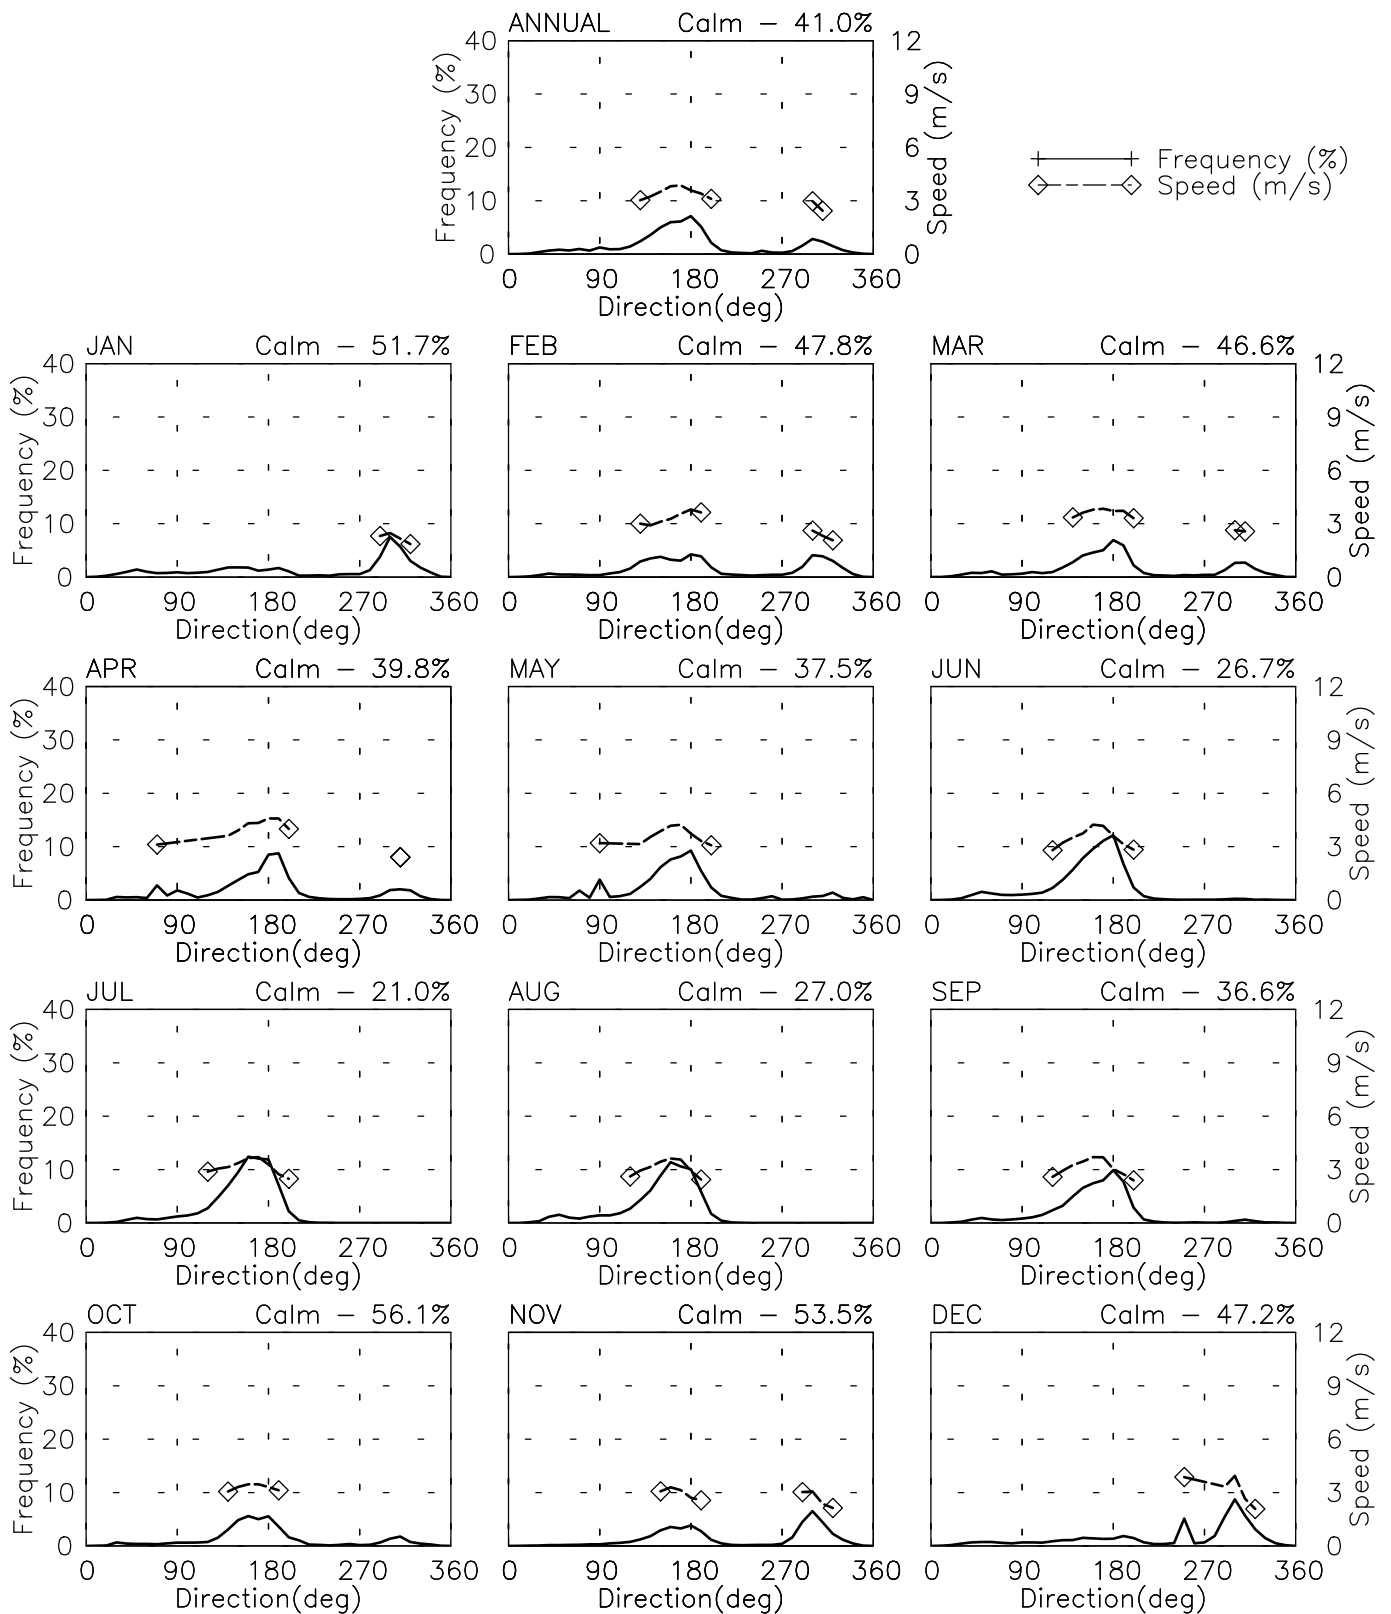 ANNUAL Calm – 41.0%
40 12
30 9
20 6
10 3
0 0
Frequency (%)
Speed (m/s)
0 90 180 270 360
Direction(deg)
Frequency (%)
Speed (m/s)
JAN Calm – 51.7%
FEB Calm – 47.8%
MAR Calm – 46.6%
40 12
30 9
20 6
10 3
0 0
Frequency (%)
Speed (m/s)
0 90 180 270 360 0 90 180 270 360 0 90 180 270 360
Direction(deg) Direction(deg) Direction(deg)
APR Calm – 39.8%
MAY Calm – 37.5%
JUN Calm – 26.7%
40 12
30 9
20 6
10 3
0 0
Frequency (%)
Speed (m/s)
0 90 180 270 360 0 90 180 270 360 0 90 180 270 360
Direction(deg) Direction(deg) Direction(deg)
JUL Calm – 21.0%
AUG Calm – 27.0%
SEP Calm – 36.6%
40 12
30 9
20 6
10 3
0 0
Frequency (%)
Speed (m/s)
0 90 180 270 360 0 90 180 270 360 0 90 180 270 360
Direction(deg) Direction(deg) Direction(deg)
OCT Calm – 56.1%
NOV Calm – 53.5%
DEC Calm – 47.2%
40 12
30 9
20 6
10 3
0 0
Frequency (%)
Speed (m/s)
0 90 180 270 360 0 90 180 270 360 0 90 180 270 360
Direction(deg) Direction(deg) Direction(deg)